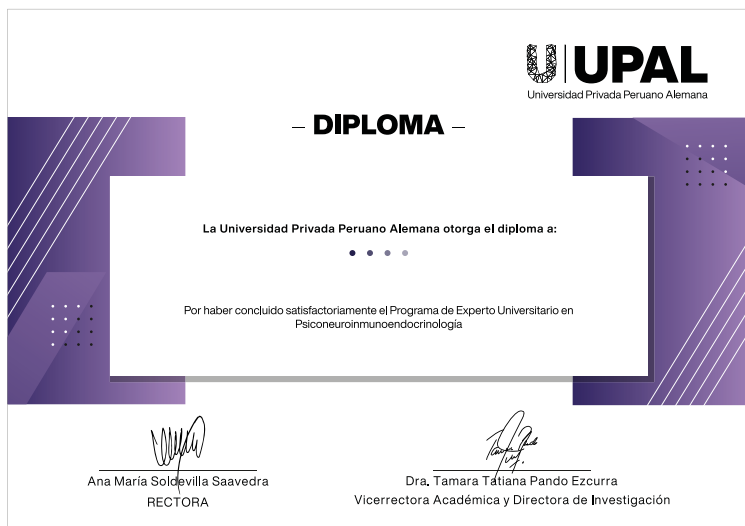 UPAL
Universidad Privada Peruano Alemana
– DIPLOMA –
La Universidad Privada Peruano Alemana otorga el diploma a:
Por haber concluido satisfactoriamente el Programa de Experto Universitario en
Psiconeuroinmunoendocrinología
Ana María Soldevilla Saavedra
RECTORA
Dra. Tamara Tatiana Pando Ezcurra
Vicerrectora Académica y Directora de Investigación